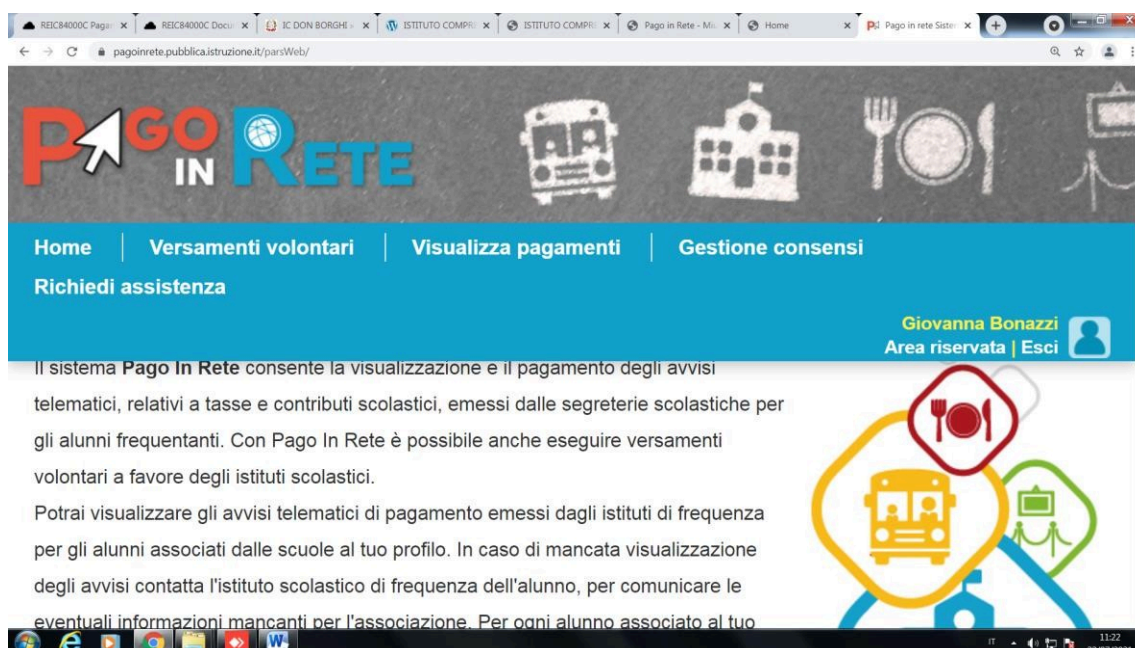 REIC84000C Pagar
REIC84000C Docu
IC DON BORGHI
ISTITUTO COMPR
ISTITUTO COMPR
Pago in Rete - Mi
Home
Pago in rete Sister
pagoinrete.pubblica.istruzione.it/parsWeb/
PAGO
IN RETE
Home
Versamenti volontari
Visualizza pagamenti
Gestione consensi
Richiedi assistenza
Giovanna Bonazzi
Area riservata | Esci
Il sistema Pago In Rete consente la visualizzazione e il pagamento degli avvisi
telematici, relativi a tasse e contributi scolastici, emessi dalle segreterie scolastiche per
gli alunni frequentanti. Con Pago In Rete è possibile anche eseguire versamenti
volontari a favore degli istituti scolastici.
Potrai visualizzare gli avvisi telematici di pagamento emessi dagli istituti di frequenza
per gli alunni associati dalle scuole al tuo profilo. In caso di mancata visualizzazione
degli avvisi contatta l'istituto scolastico di frequenza dell'alunno, per comunicare le
eventuali informazioni mancanti per l'associazione. Per ogni alunno associato al tuo
IT
11:22